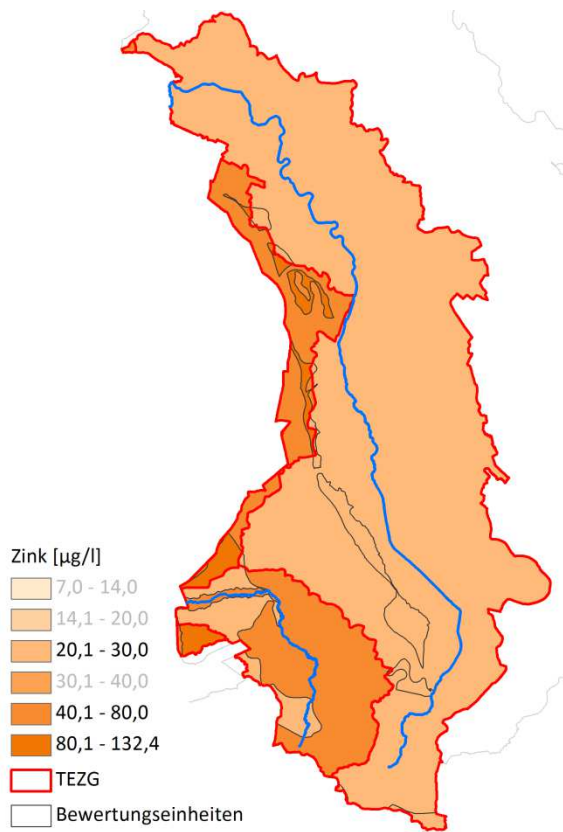 Zink [µg/l]
7,0 - 14,0
14,1 - 20,0
20,1 - 30,0
30,1 - 40,0
40,1 - 80,0
80,1 - 132,4
TEZG
Bewertungseinheiten